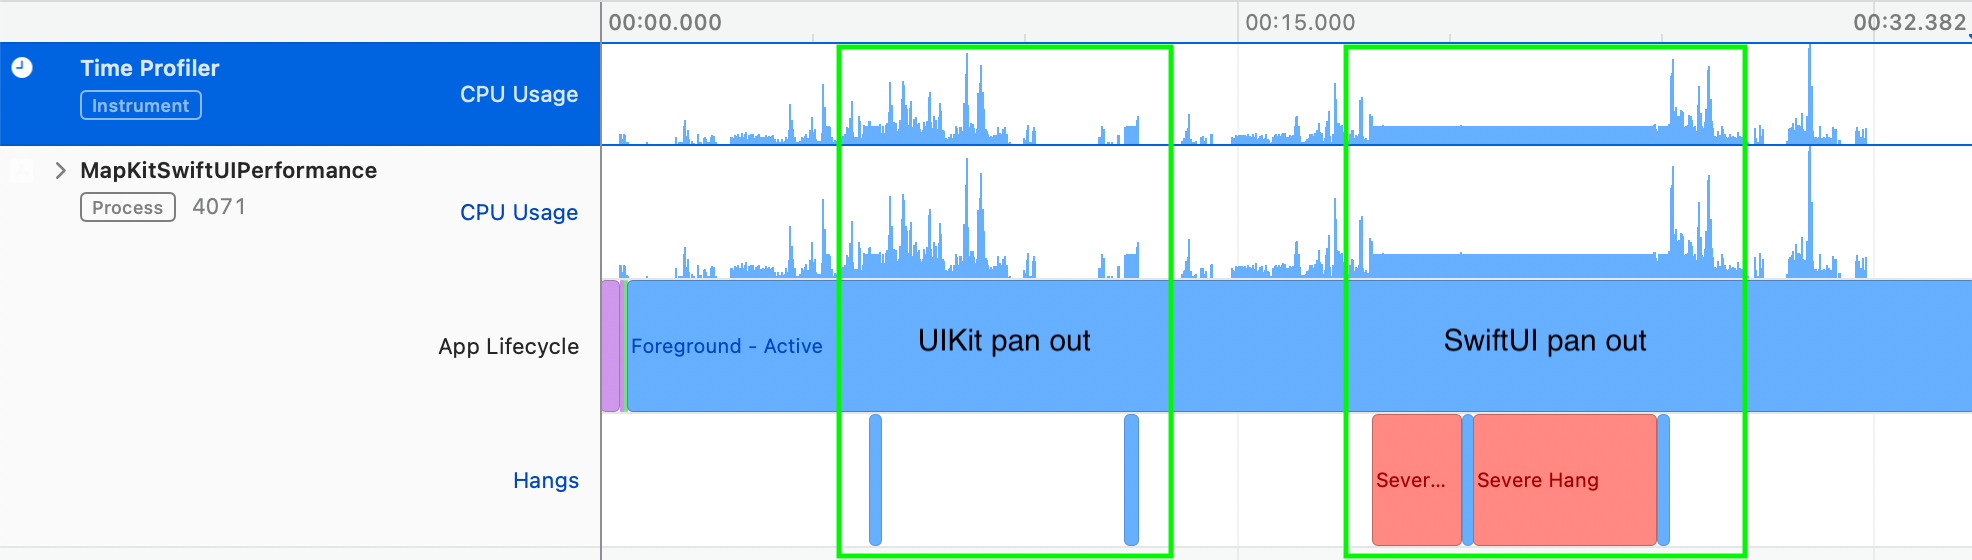 00:00.000
00:15.000
00:32.382
Time Profiler
Instrument
CPU Usage
MapKitSwiftUIPerformance
Process 4071
CPU Usage
App Lifecycle
Foreground - Active
UIKit pan out
SwiftUI pan out
Hangs
Sever...
Severe Hang